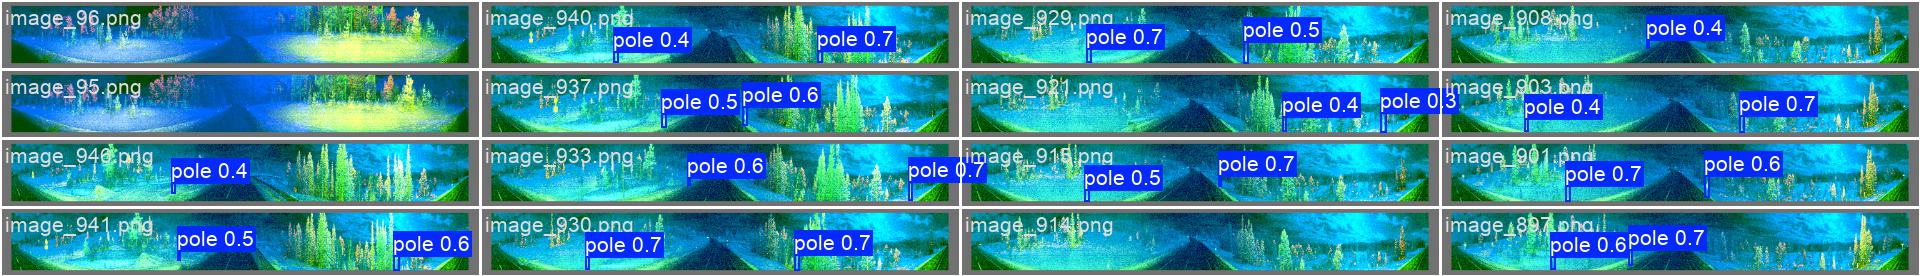 image_96.png
image_940.png
pole 0.4
pole 0.7
image_929.png
pole 0.7
pole 0.5
image_908.png
pole 0.4
image_95.png
image_937.png
pole 0.5
pole 0.6
image_921.png
pole 0.4
pole 0.3
image_903.png
pole 0.4
pole 0.7
image_946.png
pole 0.4
image_933.png
pole 0.6
pole 0.7
pole 0.5
pole 0.7
image_901.png
pole 0.7
pole 0.6
image_941.png
pole 0.5
pole 0.6
image_930.png
pole 0.7
pole 0.7
image_914.png
image_897.png
pole 0.6
pole 0.7